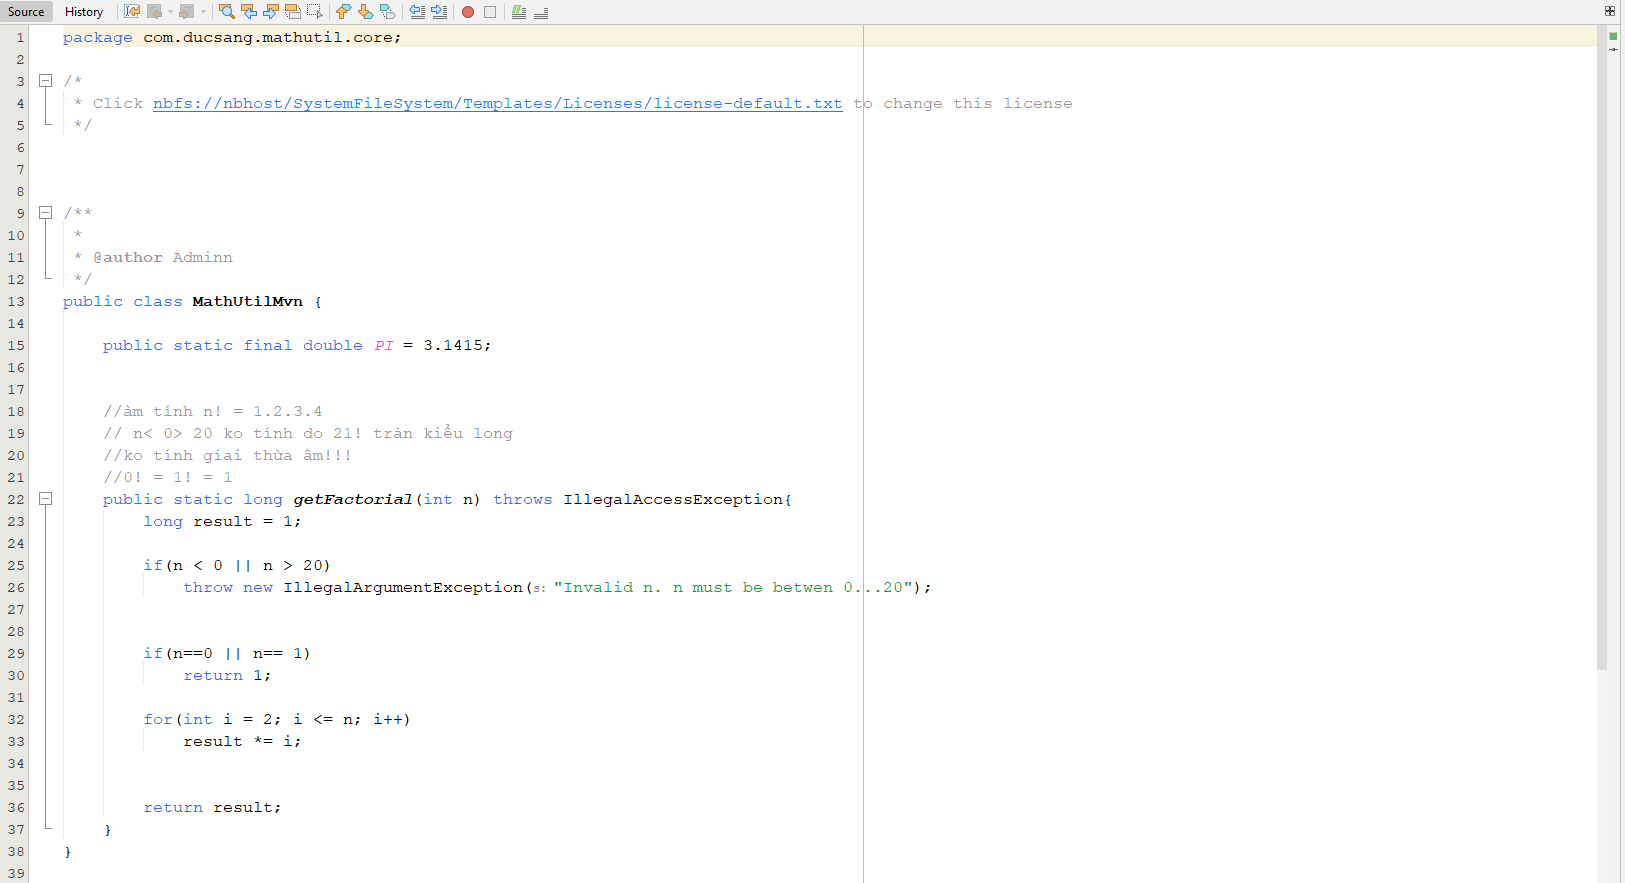 Source History
1 package com.ducsang.mathutil.core;
2
3 /*
4 * Click nbfs://nbhost/SystemFileSystem/Templates/Licenses/license-default.txt to change this license
5 */
6
7
8
9 /**
10 *
11 * @author Adminn
12 */
13 public class MathUtilMvn {
14
15 public static final double PI = 3.1415;
16
17
18 //àm tính n! = 1.2.3.4
19 // n< 0> 20 ko tính do 21! tràn kiểu long
20 //ko tính giai thừa âm!!!
21 //0! = 1! = 1
22 public static long getFactorial(int n) throws IllegalAccessException{
23 long result = 1;
24
25 if(n < 0 || n > 20)
26 throw new IllegalArgumentException(s: "Invalid n. n must be betwen 0...20");
27
28
29 if(n==0 || n== 1)
30 return 1;
31
32 for(int i = 2; i <= n; i++)
33 result *= i;
34
35
36 return result;
37 }
38 }
39